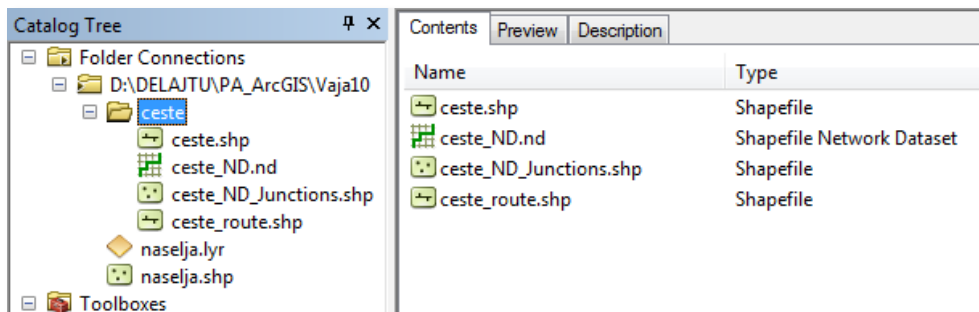 Catalog Tree
Folder Connections
D:\DELAJTU\PA_ArcGIS\Vaja10
ceste
ceste.shp
ceste_ND.nd
ceste_ND_Junctions.shp
ceste_route.shp
naselja.lyr
naselja.shp
Toolboxes
Contents Preview Description
Name Type
ceste.shp Shapefile
ceste_ND.nd Shapefile Network Dataset
ceste_ND_Junctions.shp Shapefile
ceste_route.shp Shapefile